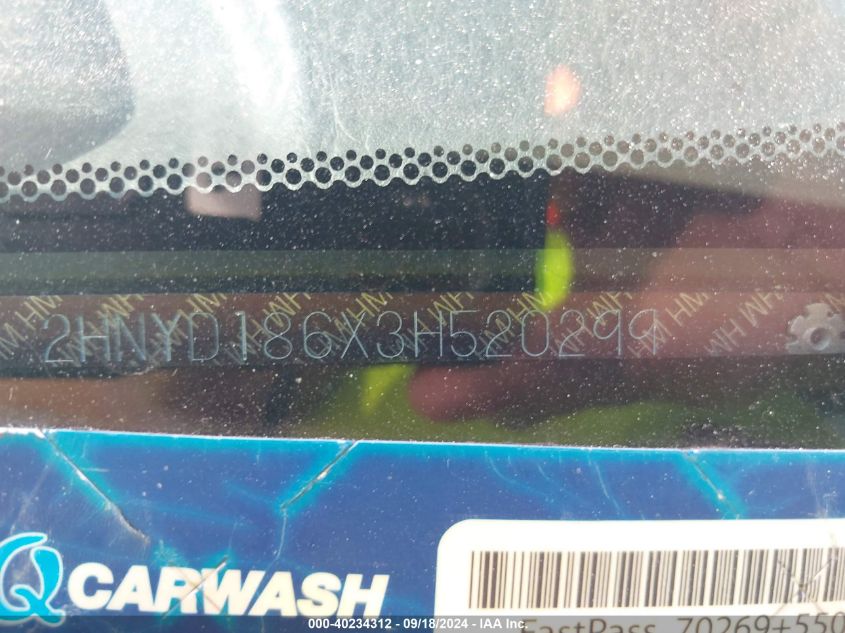 2HNYD186X3H520299
Q CARWASH
FastPass 70269+550
000-40234312 - 09/18/2024 - IAA Inc.